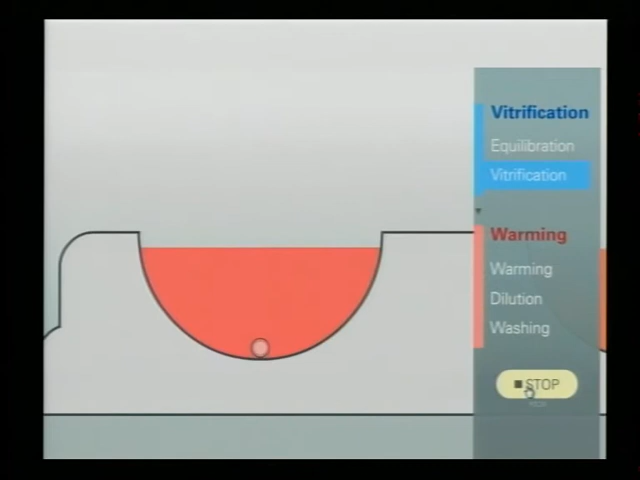 Vitrification
Equilibration
Vitrification
Warming
Warming
Dilution
Washing
STOP